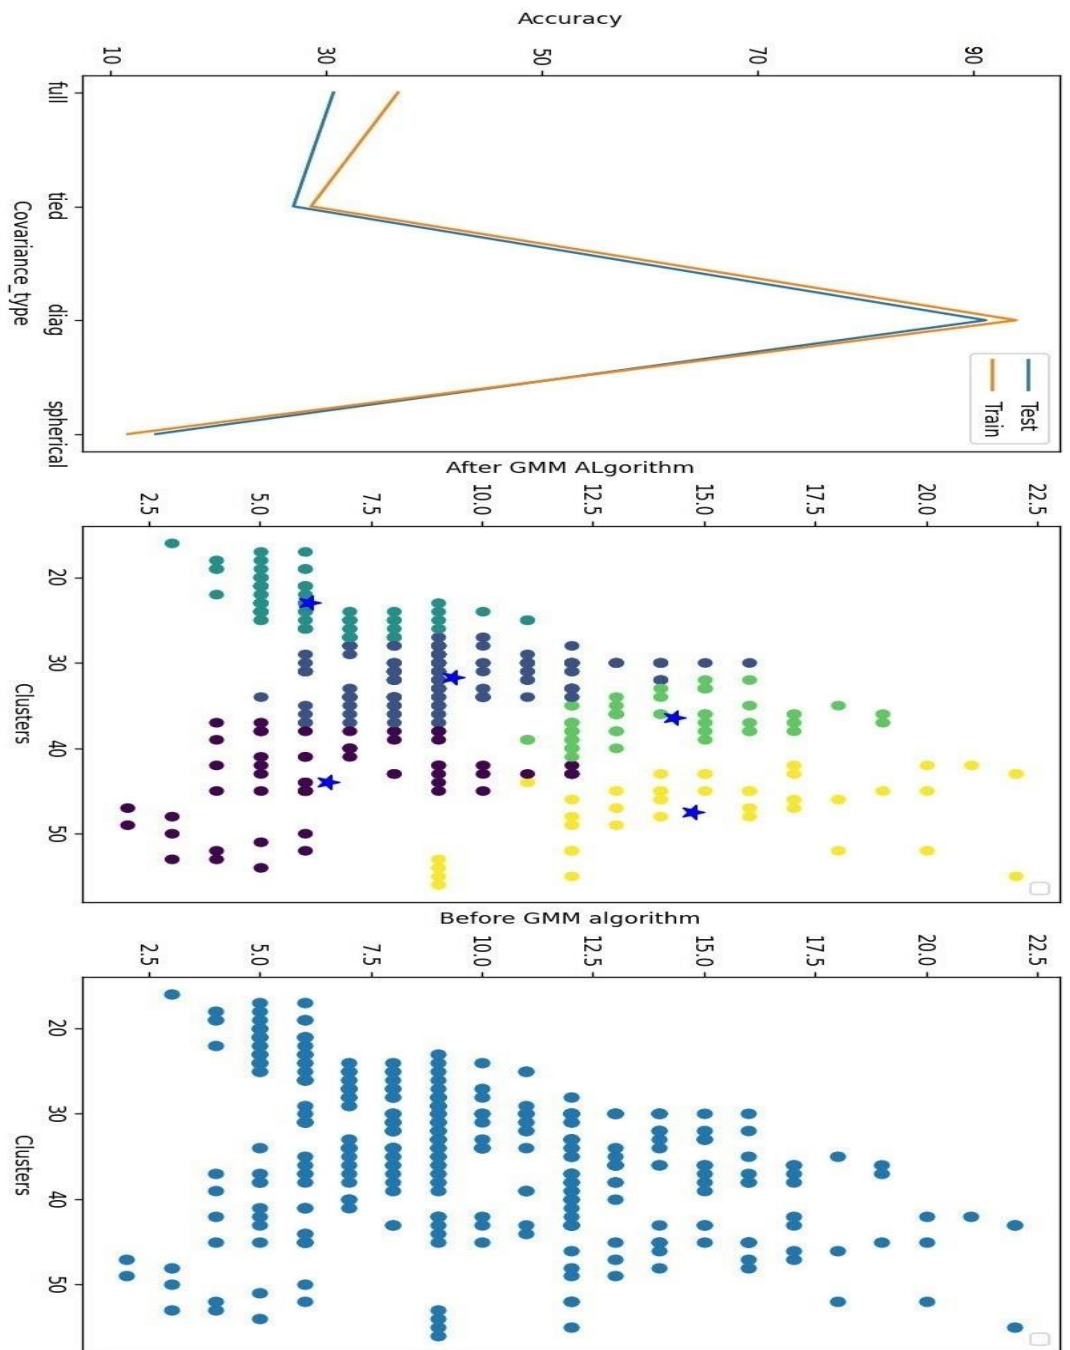 Accuracy
10
30
50
70
90
full
tied
diag
spherical
Covariance_type
Test
Train
After GMM ALgorithm
2.5
5.0
7.5
10.0
12.5
15.0
17.5
20.0
22.5
20
30
40
50
Clusters
Before GMM algorithm
2.5
5.0
7.5
10.0
12.5
15.0
17.5
20.0
22.5
20
30
40
50
Clusters